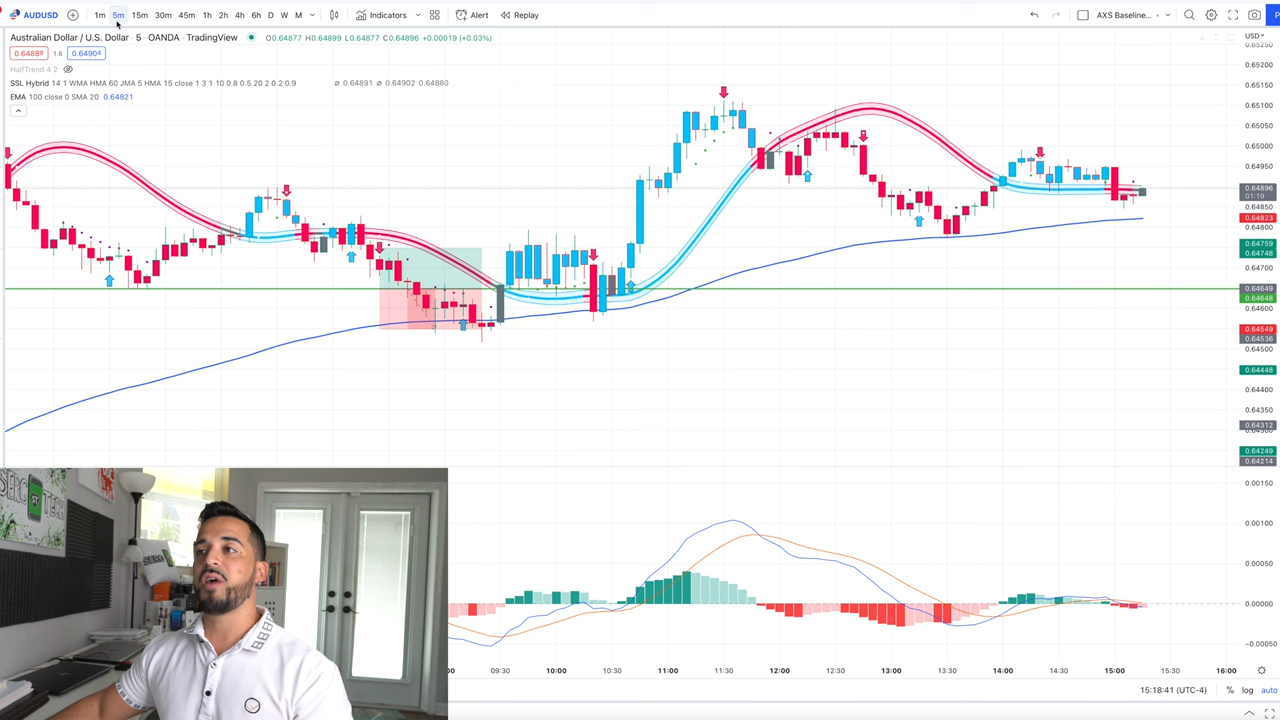 AUDUSD 1m 5m 15m 30m 45m 1h 2h 4h 6h D W M Indicators Alert Replay AXS Baseline...
Australian Dollar / U.S. Dollar · 5 · OANDA · TradingView O0.64877 H0.64899 L0.64877 C0.64896 +0.00019 (+0.03%)
USD
0.64888 1.6 0.64904
HalfTrend 4 2
SSL Hybrid 14 1 WMA HMA 60 JMA 5 HMA 15 close 1 3 1 10 0.8 0.5 20 2 0.2 0.9 ⌀ 0.64891 ⌀ 0.64902 0.64880
EMA 100 close 0 SMA 20 0.64821
0.65250
0.65200
0.65150
0.65100
0.65050
0.65000
0.64950
0.64896
01:19
0.64850
0.64823
0.64800
0.64759
0.64748
0.64700
0.64649
0.64648
0.64600
0.64549
0.64536
0.64500
0.64448
0.64400
0.64350
0.64312
0.64300
0.64249
0.64214
0.00150
0.00100
0.00050
0.00000
−0.00050
SERG
ST
TECH
09:30 10:00 10:30 11:00 11:30 12:00 12:30 13:00 13:30 14:00 14:30 15:00 15:30 16:00
15:18:41 (UTC-4) % log auto